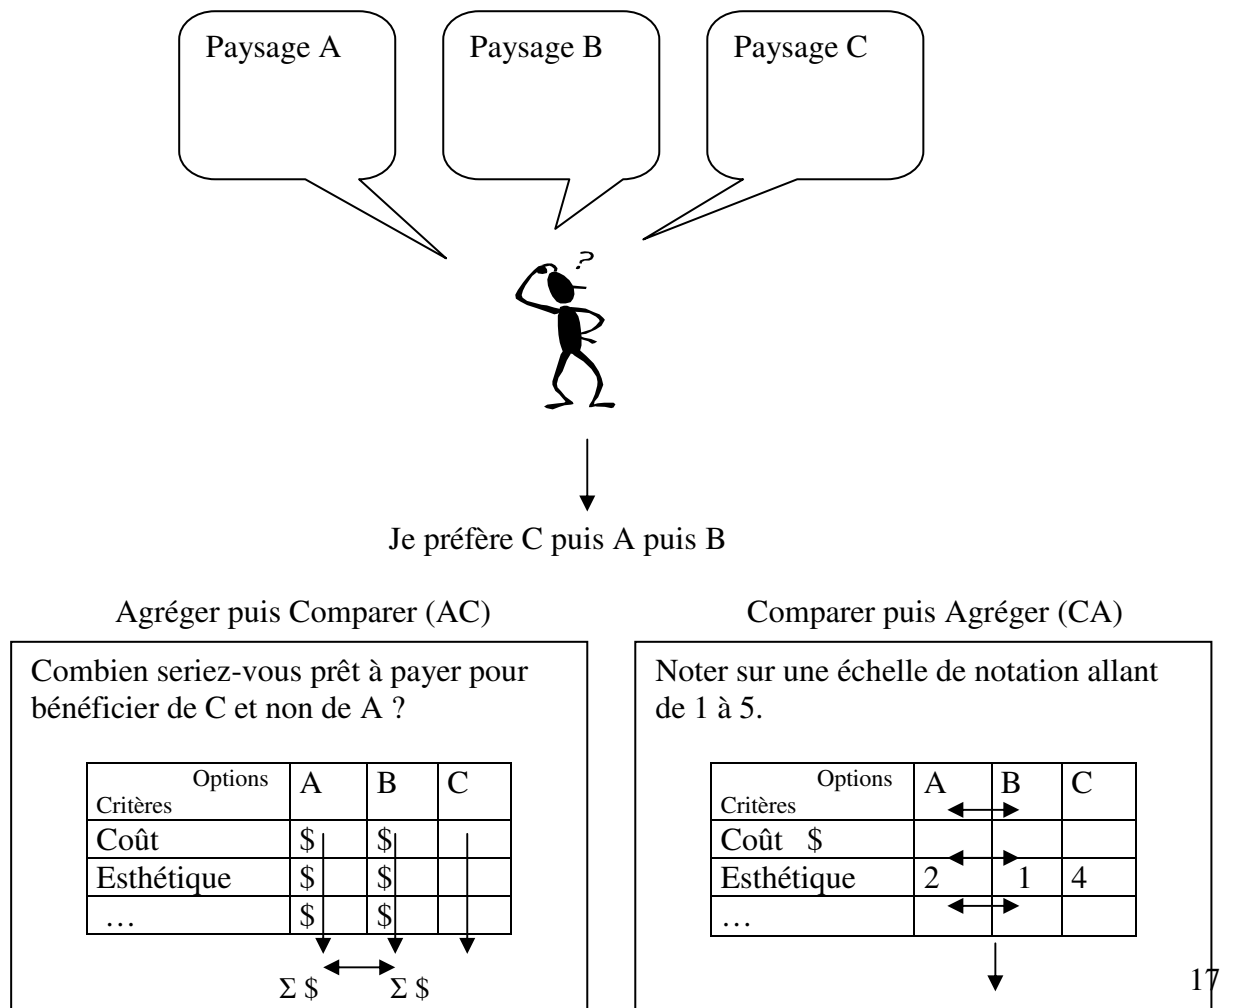 Paysage A Paysage B Paysage C
?
Je préfère C puis A puis B
Agréger puis Comparer (AC)
Combien seriez-vous prêt à payer pour
bénéficier de C et non de A ?
Options A B C
Critères
Coût $ $
Esthétique $ $
… $ $
Σ $ Σ $
Comparer puis Agréger (CA)
Noter sur une échelle de notation allant
de 1 à 5.
Options A B C
Critères
Coût $
Esthétique 2 1 4
…
17